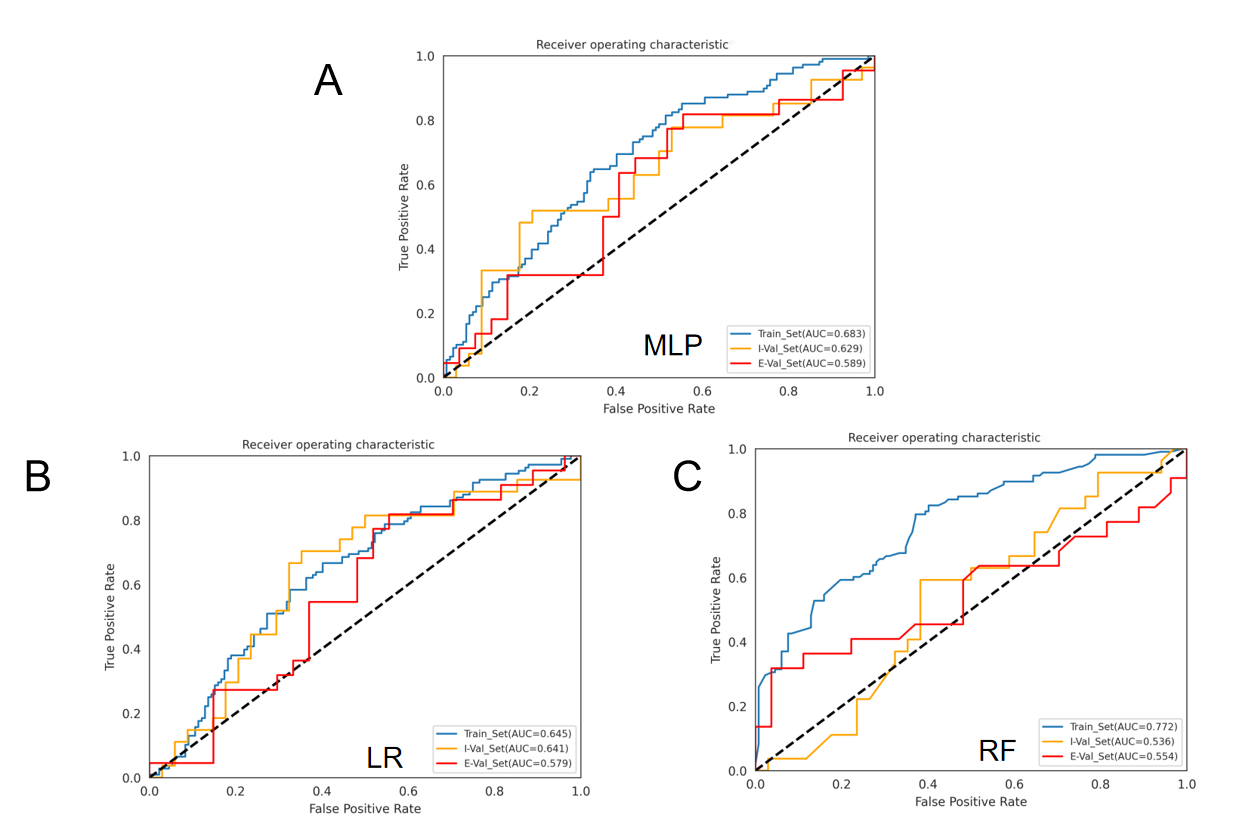 A
Receiver operating characteristic
1.0
0.8
0.6
0.4
0.2
0.0
True Positive Rate
0.0 0.2 0.4 0.6 0.8 1.0
False Positive Rate
MLP
Train_Set(AUC=0.683)
I-Val_Set(AUC=0.629)
E-Val_Set(AUC=0.589)
B
Receiver operating characteristic
1.0
0.8
0.6
0.4
0.2
0.0
True Positive Rate
0.0 0.2 0.4 0.6 0.8 1.0
False Positive Rate
LR
Train_Set(AUC=0.645)
I-Val_Set(AUC=0.641)
E-Val_Set(AUC=0.579)
C
Receiver operating characteristic
1.0
0.8
0.6
0.4
0.2
0.0
True Positive Rate
0.0 0.2 0.4 0.6 0.8 1.0
False Positive Rate
RF
Train_Set(AUC=0.772)
I-Val_Set(AUC=0.536)
E-Val_Set(AUC=0.554)